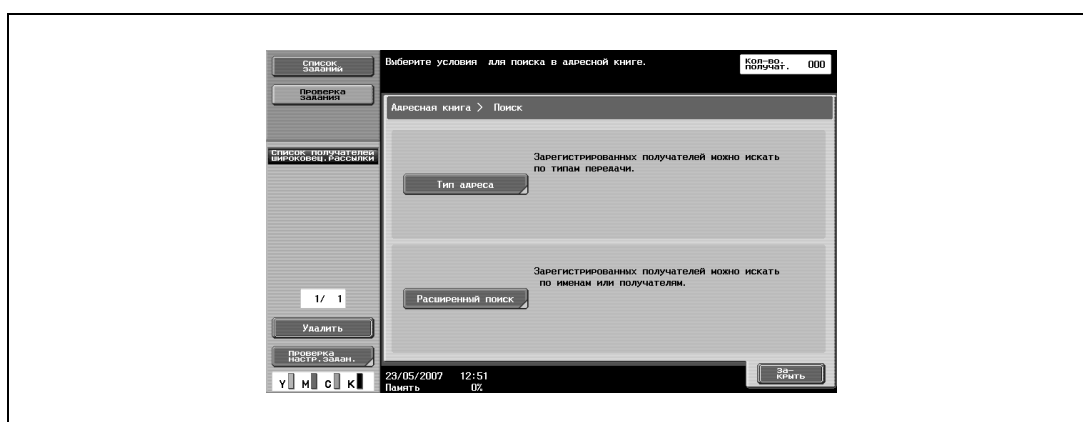 Список
заданий
Выберите условия для поиска в адресной книге.
Кол-во.
получат.
000
Проверка
задания
Адресная книга > Поиск
Список получателей
широковещ.рассылки
Зарегистрированных получателей можно искать
по типам передачи.
Тип адреса
Зарегистрированных получателей можно искать
по именам или получателям.
1/ 1
Расширенный поиск
Удалить
Проверка
настр.задан.
Y M C K
23/05/2007 12:51
Память 0%
За-
крыть